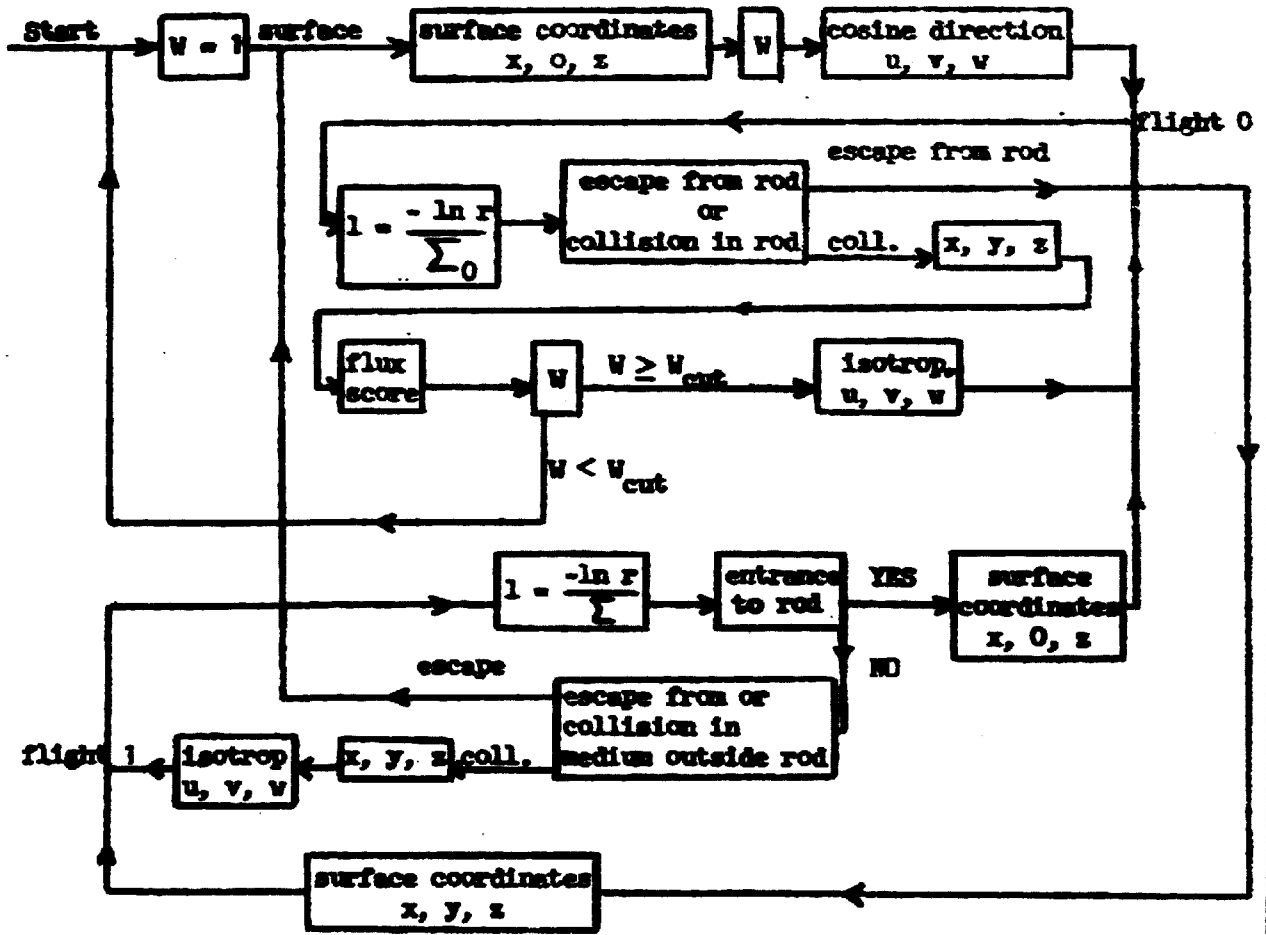 Start
W = 1
surface
surface coordinates
x, o, z
W
cosine direction
u, v, w
flight 0
escape from rod
l = - ln r / ∑0
escape from rod
or
collision in rod
coll.
x, y, z
flux
score
W
W ≥ Wcut
isotrop.
u, v, w
W < Wcut
l = -ln r / ∑
entrance
to rod
YES
surface
coordinates
x, 0, z
NO
escape
escape from or
collision in
medium outside rod
coll.
x, y, z
isotrop
u, v, w
flight 1
surface coordinates
x, y, z